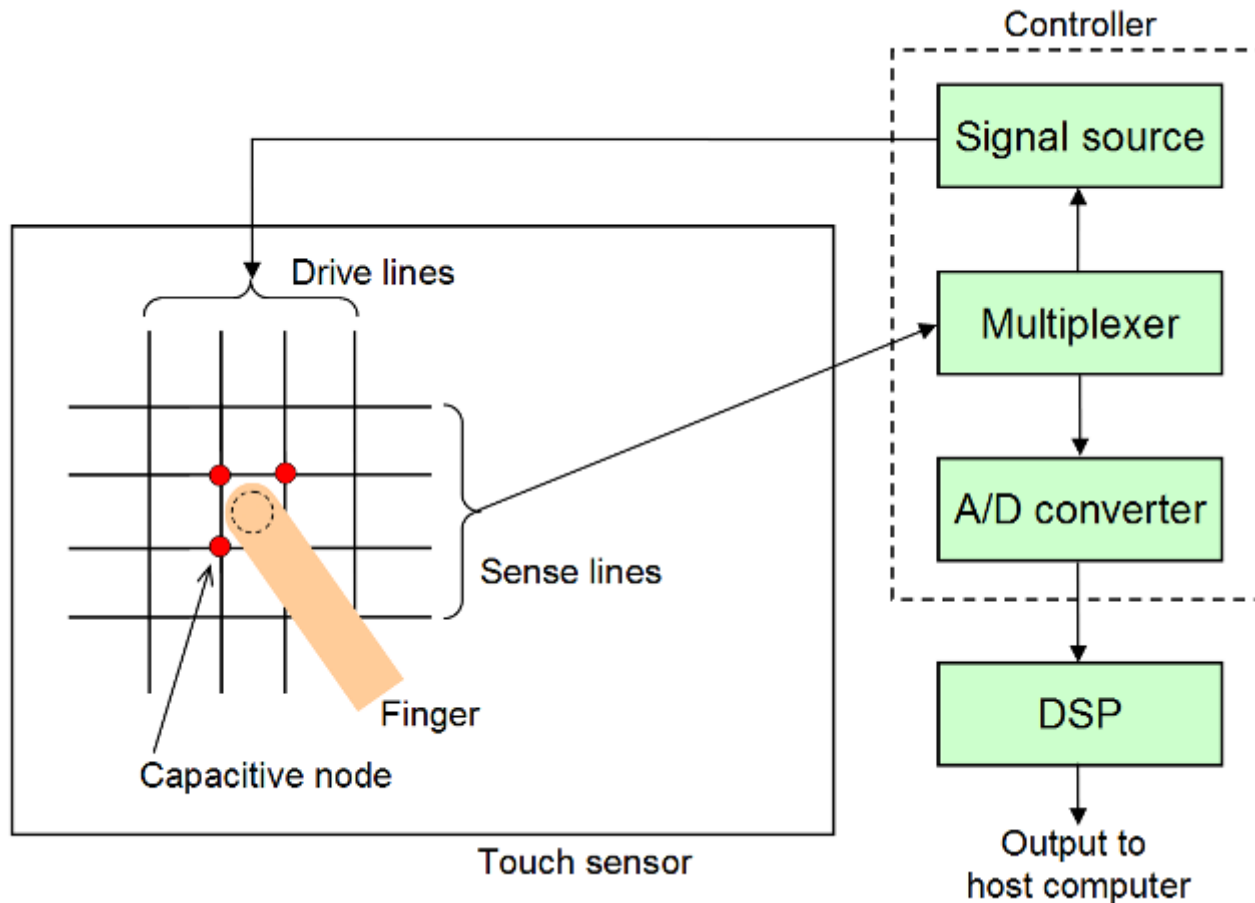 Controller
Signal source
Drive lines
Multiplexer
A/D converter
Sense lines
Finger
DSP
Capacitive node
Touch sensor
Output to
host computer